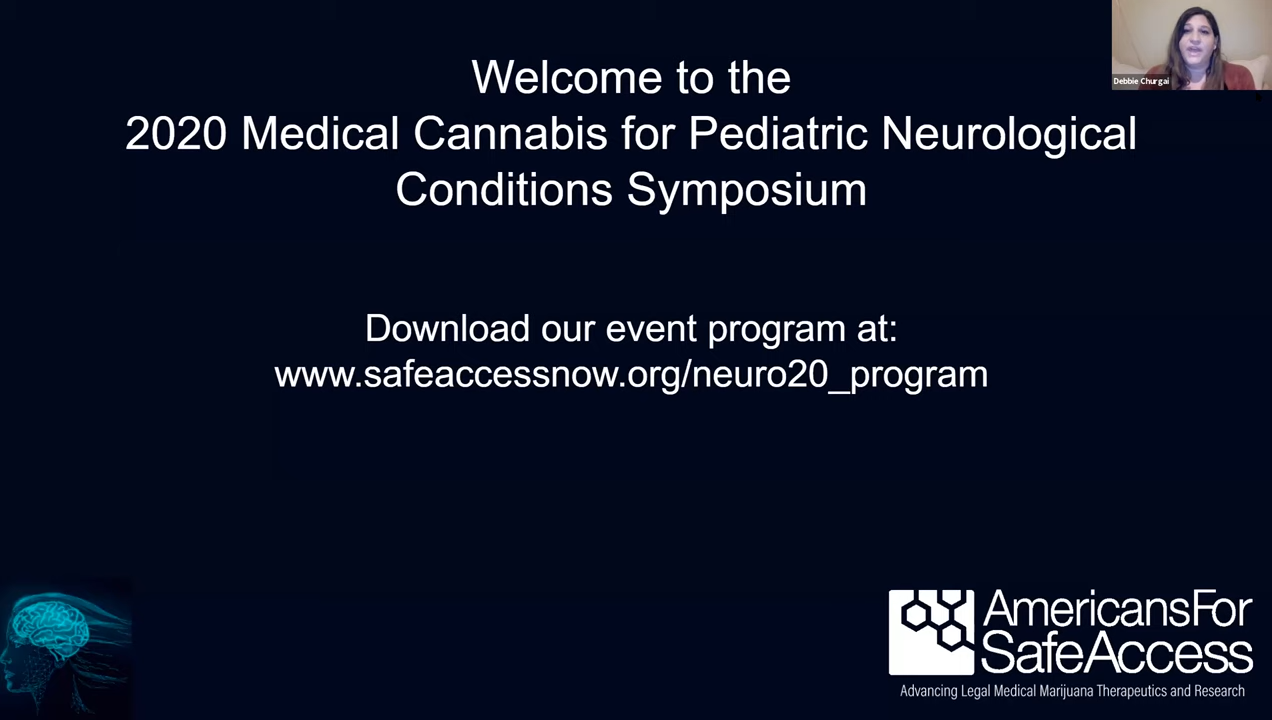 Debbie Churgai
Welcome to the
2020 Medical Cannabis for Pediatric Neurological
Conditions Symposium
Download our event program at:
www.safeaccessnow.org/neuro20_program
AmericansFor
SafeAccess
Advancing Legal Medical Marijuana Therapeutics and Research